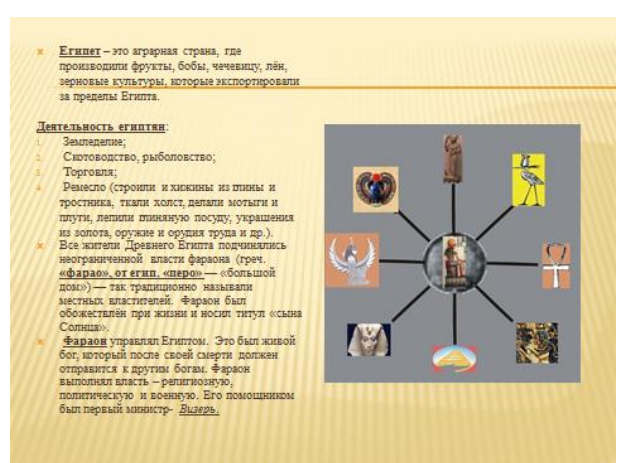 Египет – это аграрная страна, где
производили фрукты, бобы, чечевицу, лён,
зерновые культуры, которые экспортировали
за пределы Египта.
Деятельность египтян:
1. Земледелие;
2. Скотоводство, рыболовство;
3. Торговля;
4. Ремесло (строили и хижины из глины и
тростника, ткали холст, делали мотыги и
плуги, лепили глиняную посуду, украшения
из золота, оружие и орудия труда и др.).
Все жители Древнего Египта подчинялись
неограниченной власти фараона (греч.
«фарао», от егип. «перо» — «большой
дом») — так традиционно называли
местных властителей. Фараон был
обожествлён при жизни и носил титул «сына
Солнца».
Фараон управлял Египтом. Это был живой
бог, который после своей смерти должен
отправится к другим богам. Фараон
выполнял власть – религиозную,
политическую и военную. Его помощником
был первый министр- Визерь.